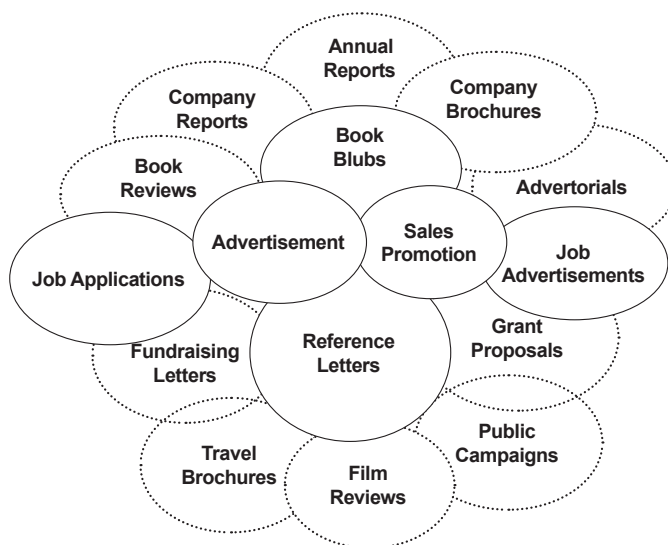 Annual
Reports
Company
Brochures
Company
Reports
Book
Blubs
Book
Reviews
Advertorials
Advertisement
Sales
Promotion
Job Applications
Job
Advertisements
Reference
Letters
Grant
Proposals
Fundraising
Letters
Public
Campaigns
Travel
Brochures
Film
Reviews